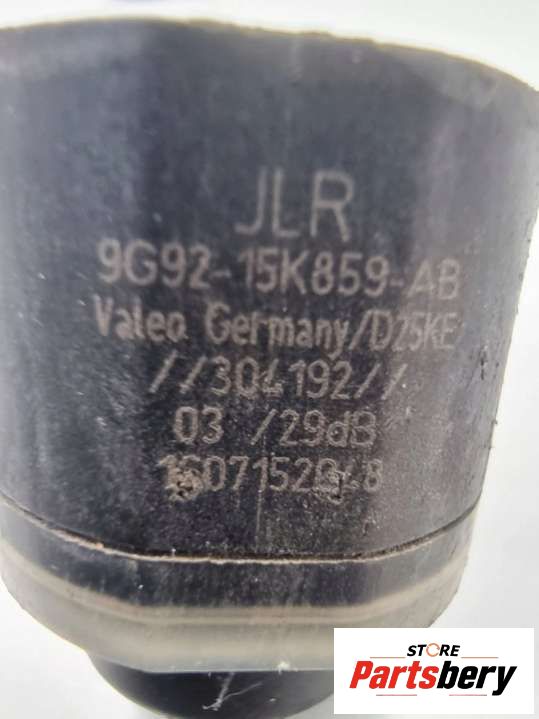 JLR
9G92-15K859-AB
Valeo Germany/D25KE
//304192//
03 /29dB
STORE
Partsbery